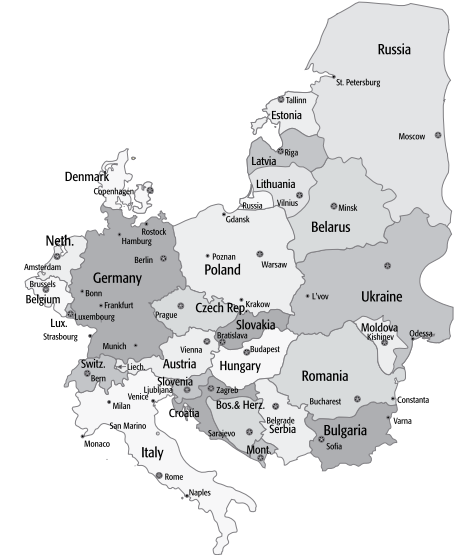 Russia
St. Petersburg
Tallinn
Estonia
Moscow
Riga
Latvia
Denmark
Lithuania
Copenhagen
Vilnius
Russia
Minsk
Gdansk
Belarus
Rostock
Hamburg
Neth.
Berlin
Poznan
Warsaw
Amsterdam
Poland
Germany
Brussels
Bonn
Belgium
L'vov
Ukraine
Frankfurt
Krakow
Czech Rep.
Lux.
Luxembourg
Prague
Slovakia
Moldova
Strasbourg
Bratislava
Kishigev
Odessa
Munich
Vienna
Budapest
Switz.
Liech.
Austria
Hungary
Bern
Slovenia
Romania
Ljubljana
Zagreb
Venice
Bucharest
Constanta
Milan
Croatia
Bos.& Herz.
Belgrade
Varna
San Marino
Serbia
Bulgaria
Sarajevo
Monaco
Sofia
Italy
Mont.
Rome
Naples